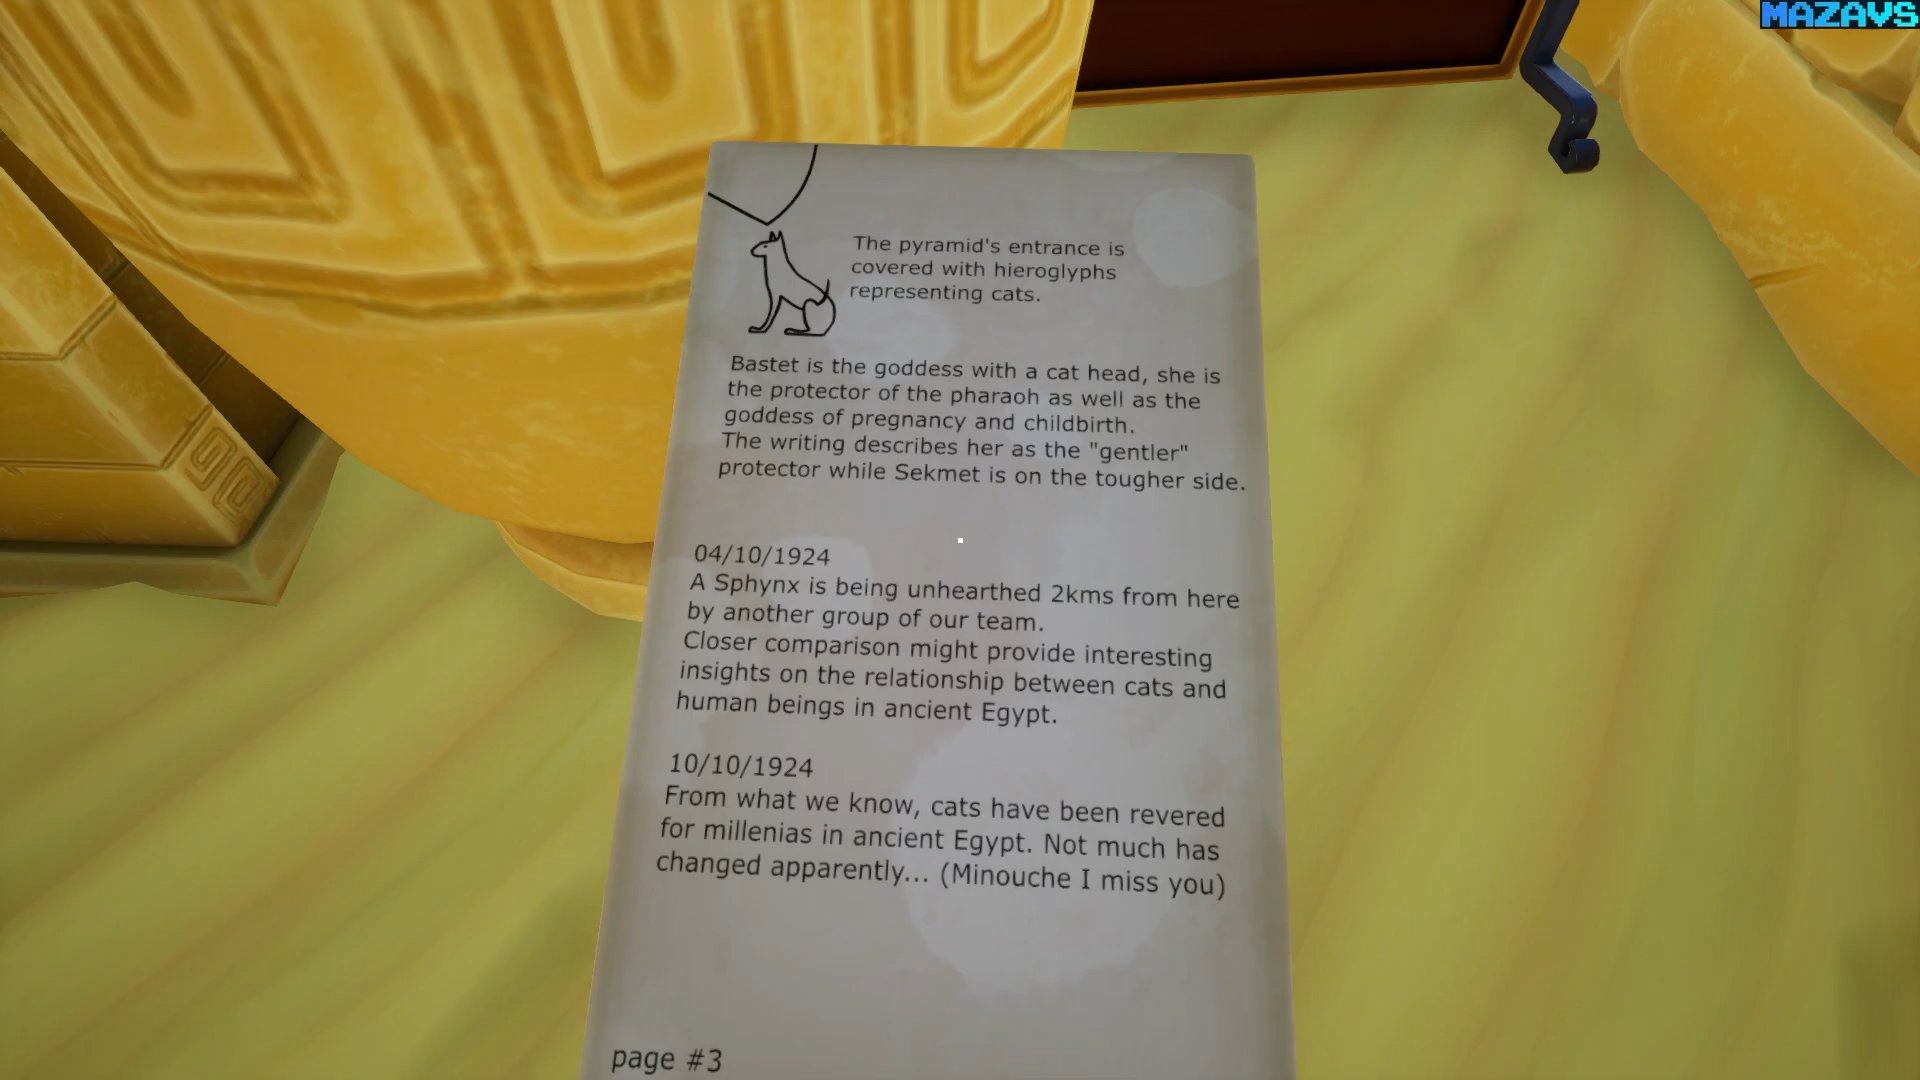 MAZAVS
The pyramid's entrance is
covered with hieroglyphs
representing cats.
Bastet is the goddess with a cat head, she is
the protector of the pharaoh as well as the
goddess of pregnancy and childbirth.
The writing describes her as the "gentler"
protector while Sekmet is on the tougher side.
04/10/1924
A Sphynx is being unhearthed 2kms from here
by another group of our team.
Closer comparison might provide interesting
insights on the relationship between cats and
human beings in ancient Egypt.
10/10/1924
From what we know, cats have been revered
for millenias in ancient Egypt. Not much has
changed apparently... (Minouche I miss you)
page #3